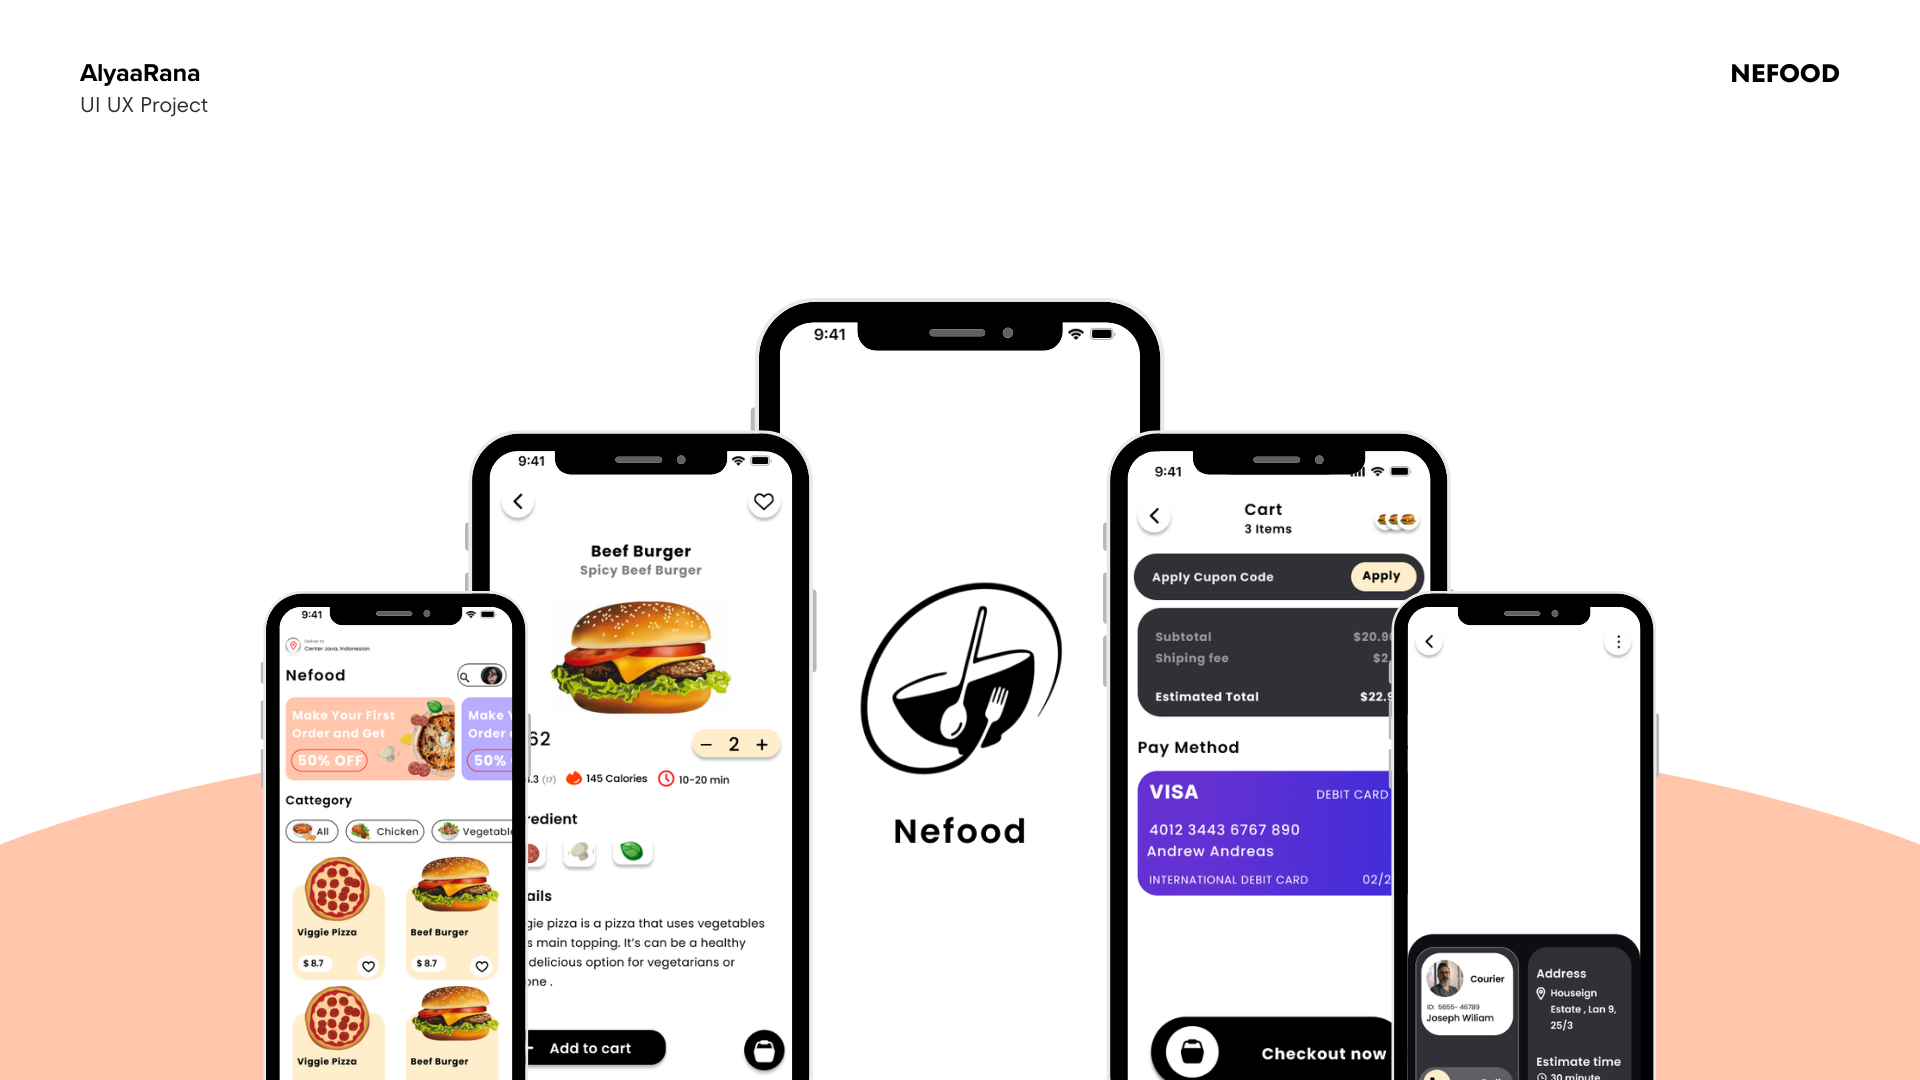 AlyaaRana
UI UX Project
NEFOOD
9:41
Deliver to
Center Java, Indonesian
Nefood
Make Your First
Order and Get
50% OFF
Make
Order
50%
Cattegory
All
Chicken
Vegetabl
Viggie Pizza
$ 8.7
Beef Burger
$ 8.7
Viggie Pizza
Beef Burger
9:41
Beef Burger
Spicy Beef Burger
62
− 2 +
.3 (17)
145 Calories
10-20 min
redient
ails
gie pizza is a pizza that uses vegetables
s main topping. It's can be a healthy
delicious option for vegetarians or
one .
Add to cart
9:41
Nefood
9:41
Cart
3 Items
Apply Cupon Code
Apply
Subtotal $20.9
Shiping fee $2.
Estimated Total $22.9
Pay Method
VISA
DEBIT CARD
4012 3443 6767 890
Andrew Andreas
INTERNATIONAL DEBIT CARD 02/2
Checkout now
Courier
ID: 5655- 46789
Joseph Wiliam
Address
Houseign
Estate , Lan 9,
25/3
Estimate time
30 minute